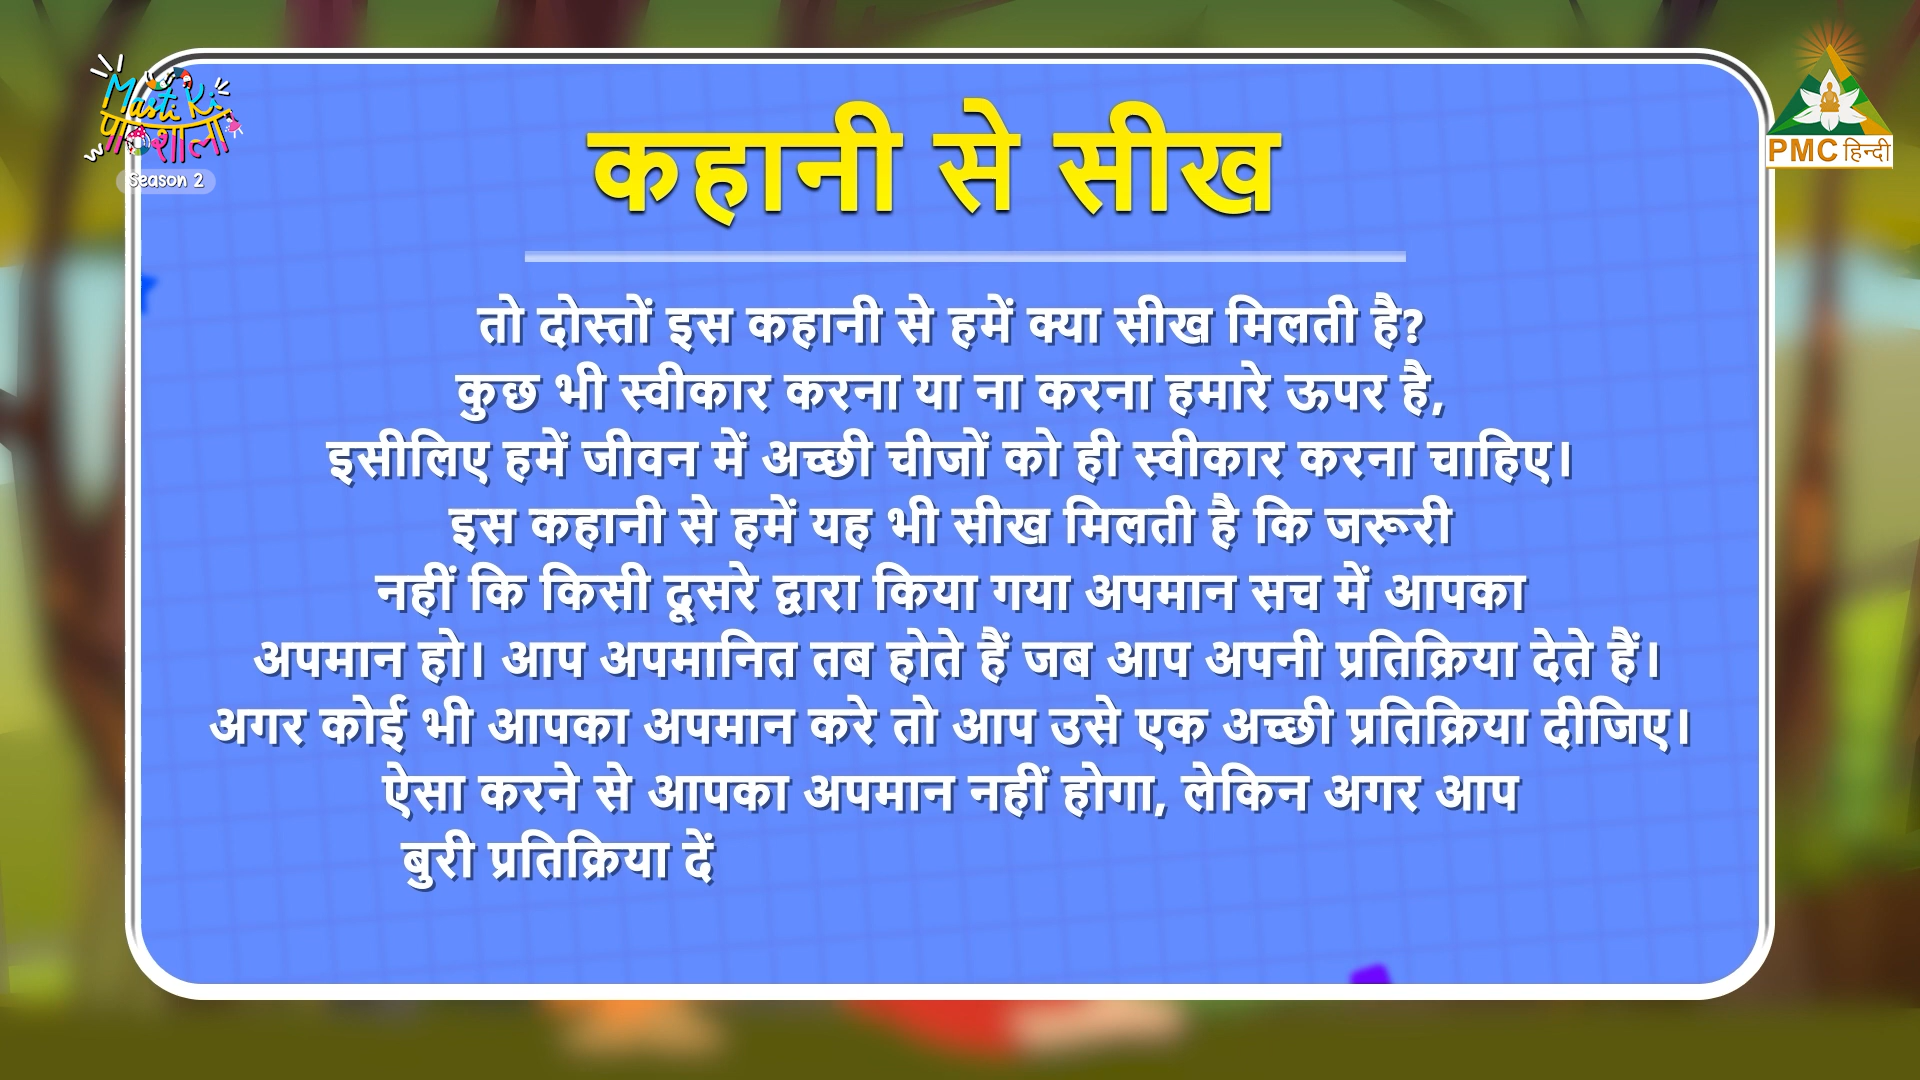 Masti Ki
पाठशाला
Season 2
PMC हिन्दी
कहानी से सीख
तो दोस्तों इस कहानी से हमें क्या सीख मिलती है?
कुछ भी स्वीकार करना या ना करना हमारे ऊपर है,
इसीलिए हमें जीवन में अच्छी चीजों को ही स्वीकार करना चाहिए।
इस कहानी से हमें यह भी सीख मिलती है कि जरूरी
नहीं कि किसी दूसरे द्वारा किया गया अपमान सच में आपका
अपमान हो। आप अपमानित तब होते हैं जब आप अपनी प्रतिक्रिया देते हैं।
अगर कोई भी आपका अपमान करे तो आप उसे एक अच्छी प्रतिक्रिया दीजिए।
ऐसा करने से आपका अपमान नहीं होगा, लेकिन अगर आप
बुरी प्रतिक्रिया दें